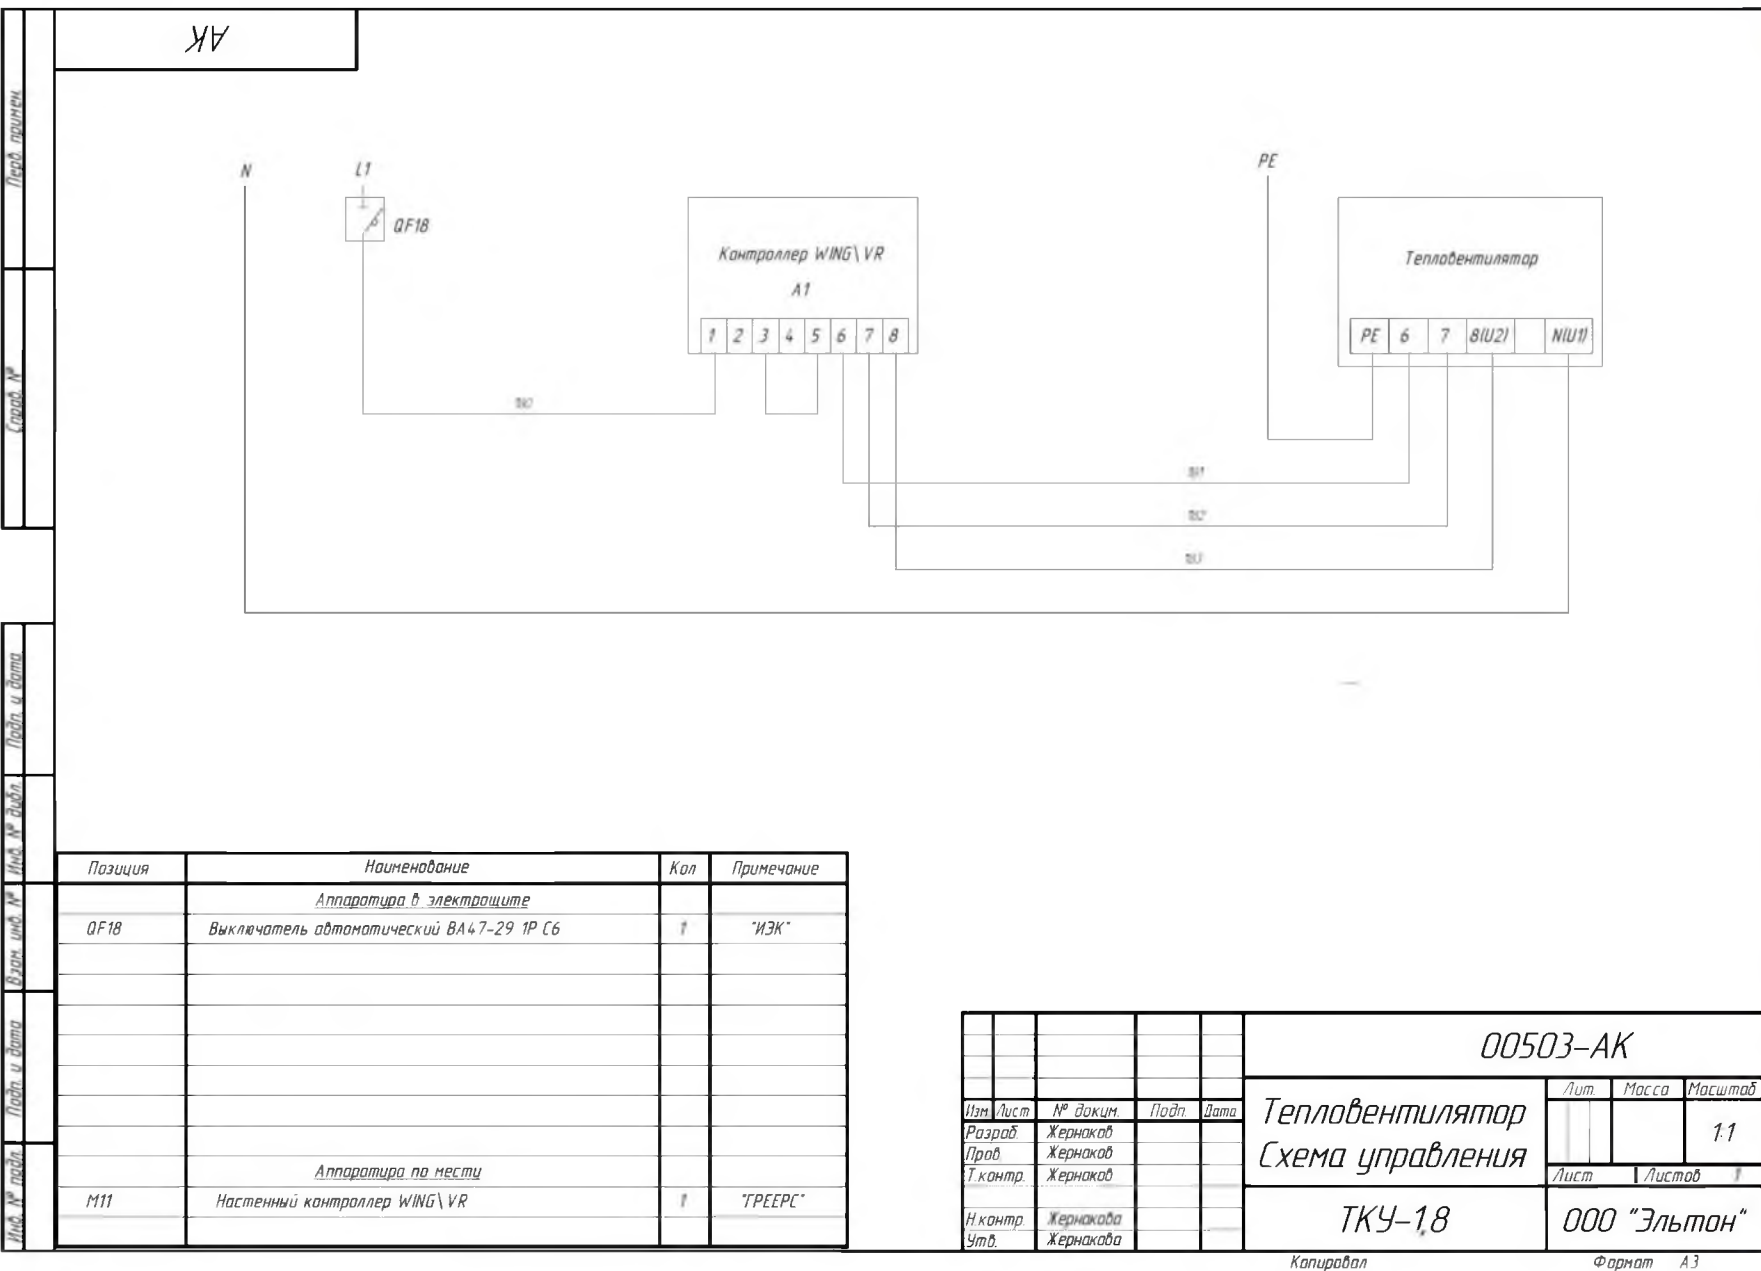 АК
N
L1
QF18
PE
Контроллер WING\VR
А1
1 2 3 4 5 6 7 8
Тепловентилятор
PE 6 7 8(U2) N(U1)
Перв. примен.
Справ. №
Подп. и дата
Инв. № дубл.
Взам. инв. №
Подп. и дата
Инв. № подл.
Позиция Наименование Кол Примечание
Аппаратура в электрощите
QF18 Выключатель автоматический ВА47-29 1Р С6 1 "ИЭК"
Аппаратура по месту
М11 Настенный контроллер WING\VR 1 "ГРЕЕРС"
00503-АК
Изм. Лист № докум. Подп. Дата
Разраб. Жернаков
Пров. Жернаков
Т.контр. Жернаков
Н.контр. Жернакова
Утв. Жернакова
Тепловентилятор
Схема управления
Лит. Масса Масштаб
1:1
Лист Листов 1
ТКУ-1,8
ООО "Эльтон"
Копировал Формат А3